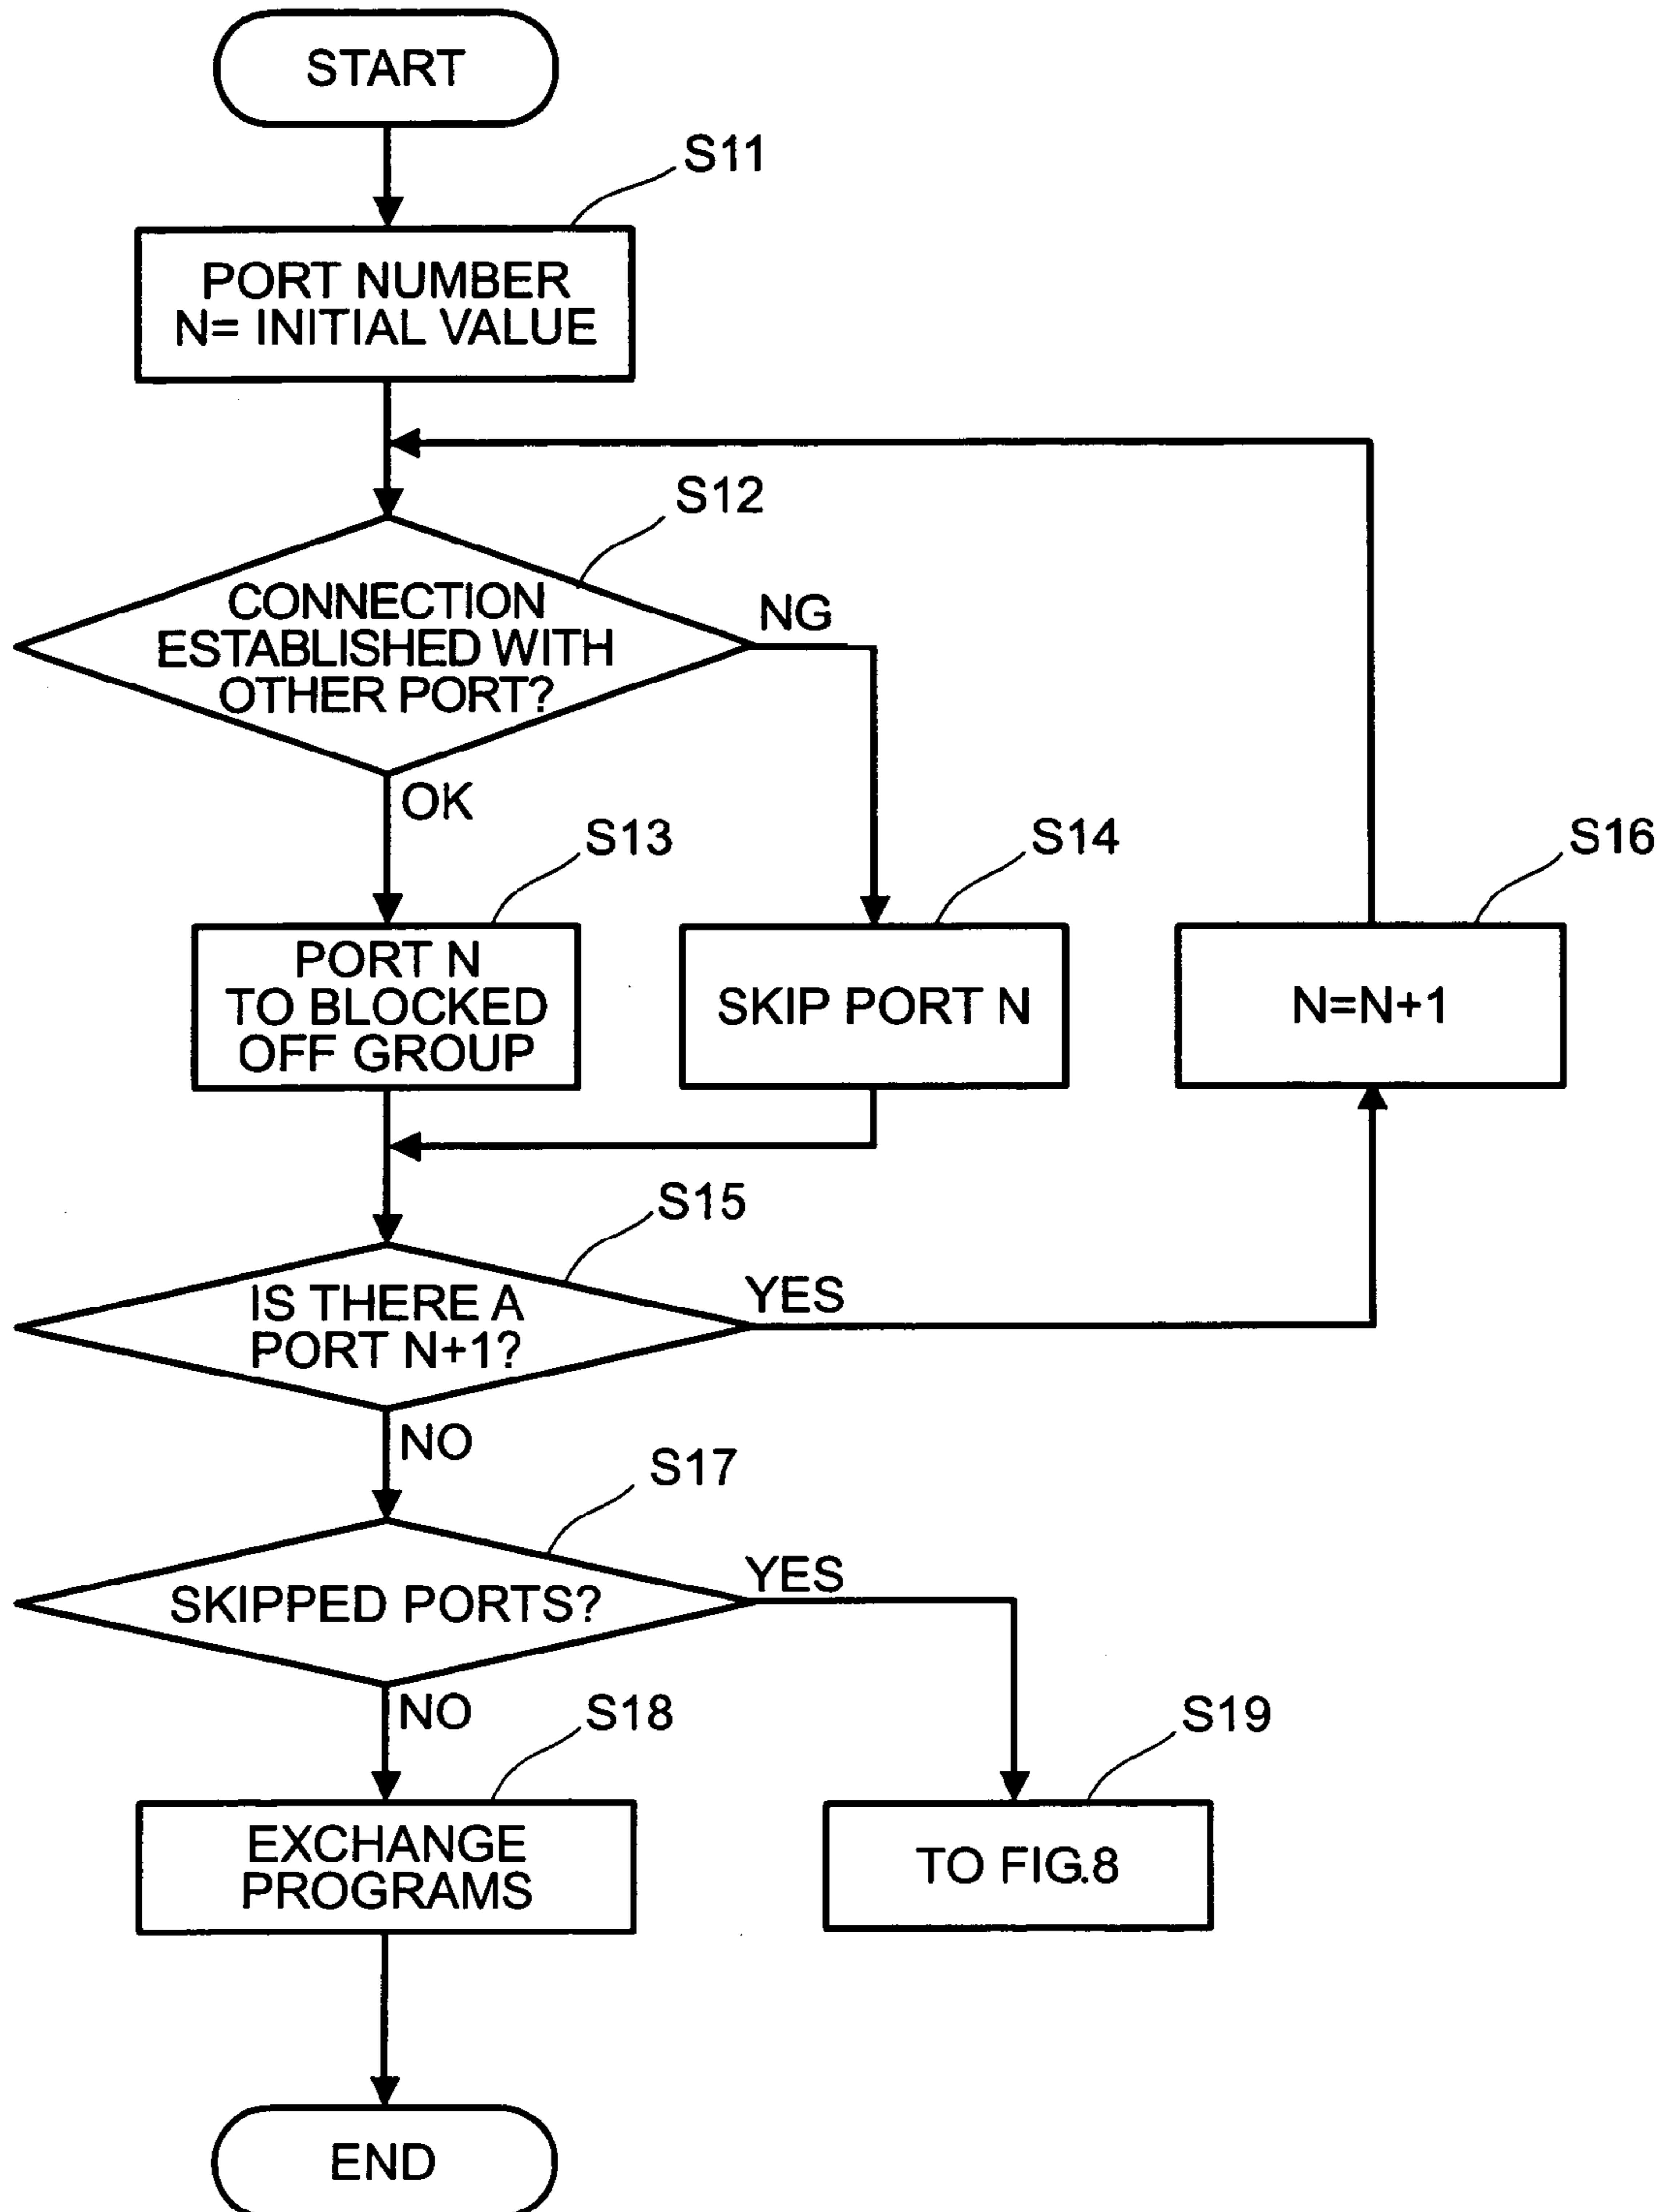 START
S11
PORT NUMBER
N= INITIAL VALUE
S12
CONNECTION
ESTABLISHED WITH
OTHER PORT?
NG
OK
S13
S14
S16
PORT N
TO BLOCKED
OFF GROUP
SKIP PORT N
N=N+1
S15
IS THERE A
PORT N+1?
YES
NO
S17
SKIPPED PORTS?
YES
NO
S18
S19
EXCHANGE
PROGRAMS
TO FIG.8
END